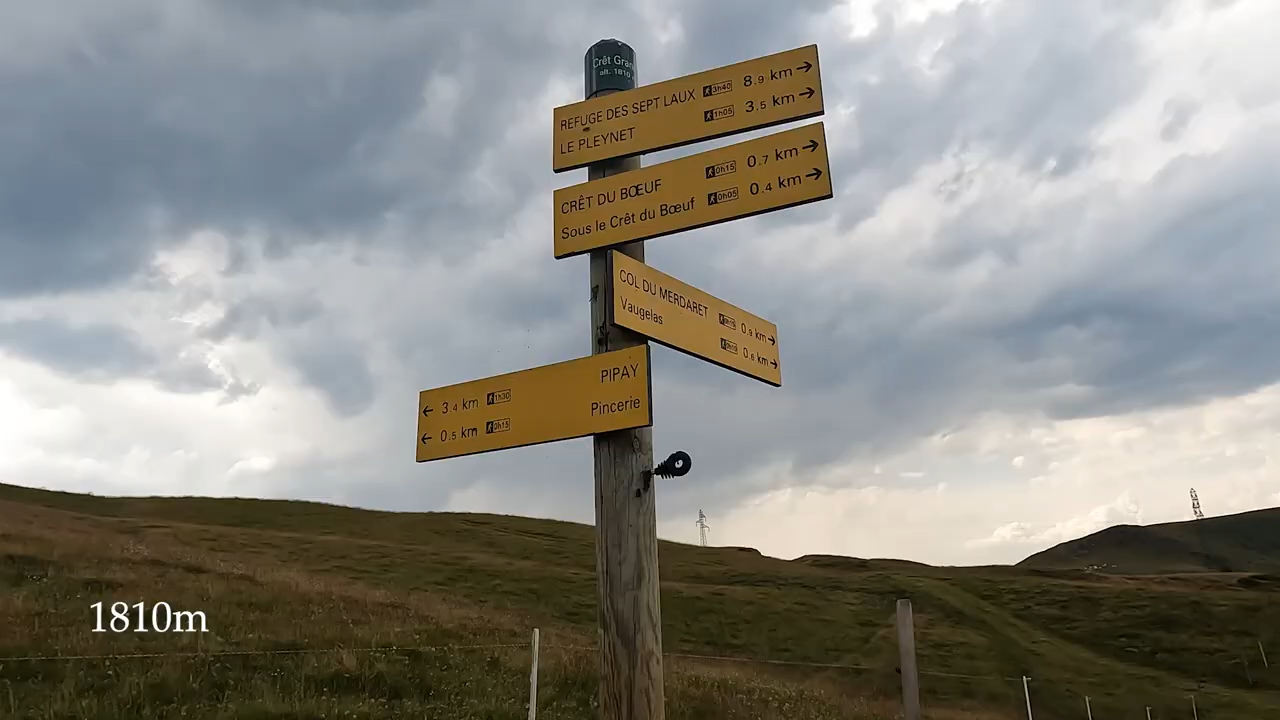 Crêt Gran
alt. 1810
REFUGE DES SEPT LAUX 3h40 8.9 km →
LE PLEYNET 1h05 3.5 km →
CRÊT DU BŒUF 0h15 0.7 km →
Sous le Crêt du Bœuf 0h05 0.4 km →
COL DU MERDARET 0.9 km →
Vaugelas 0.6 km →
PIPAY
← 3.4 km 1h30
Pincerie
← 0.5 km 0h15
1810m